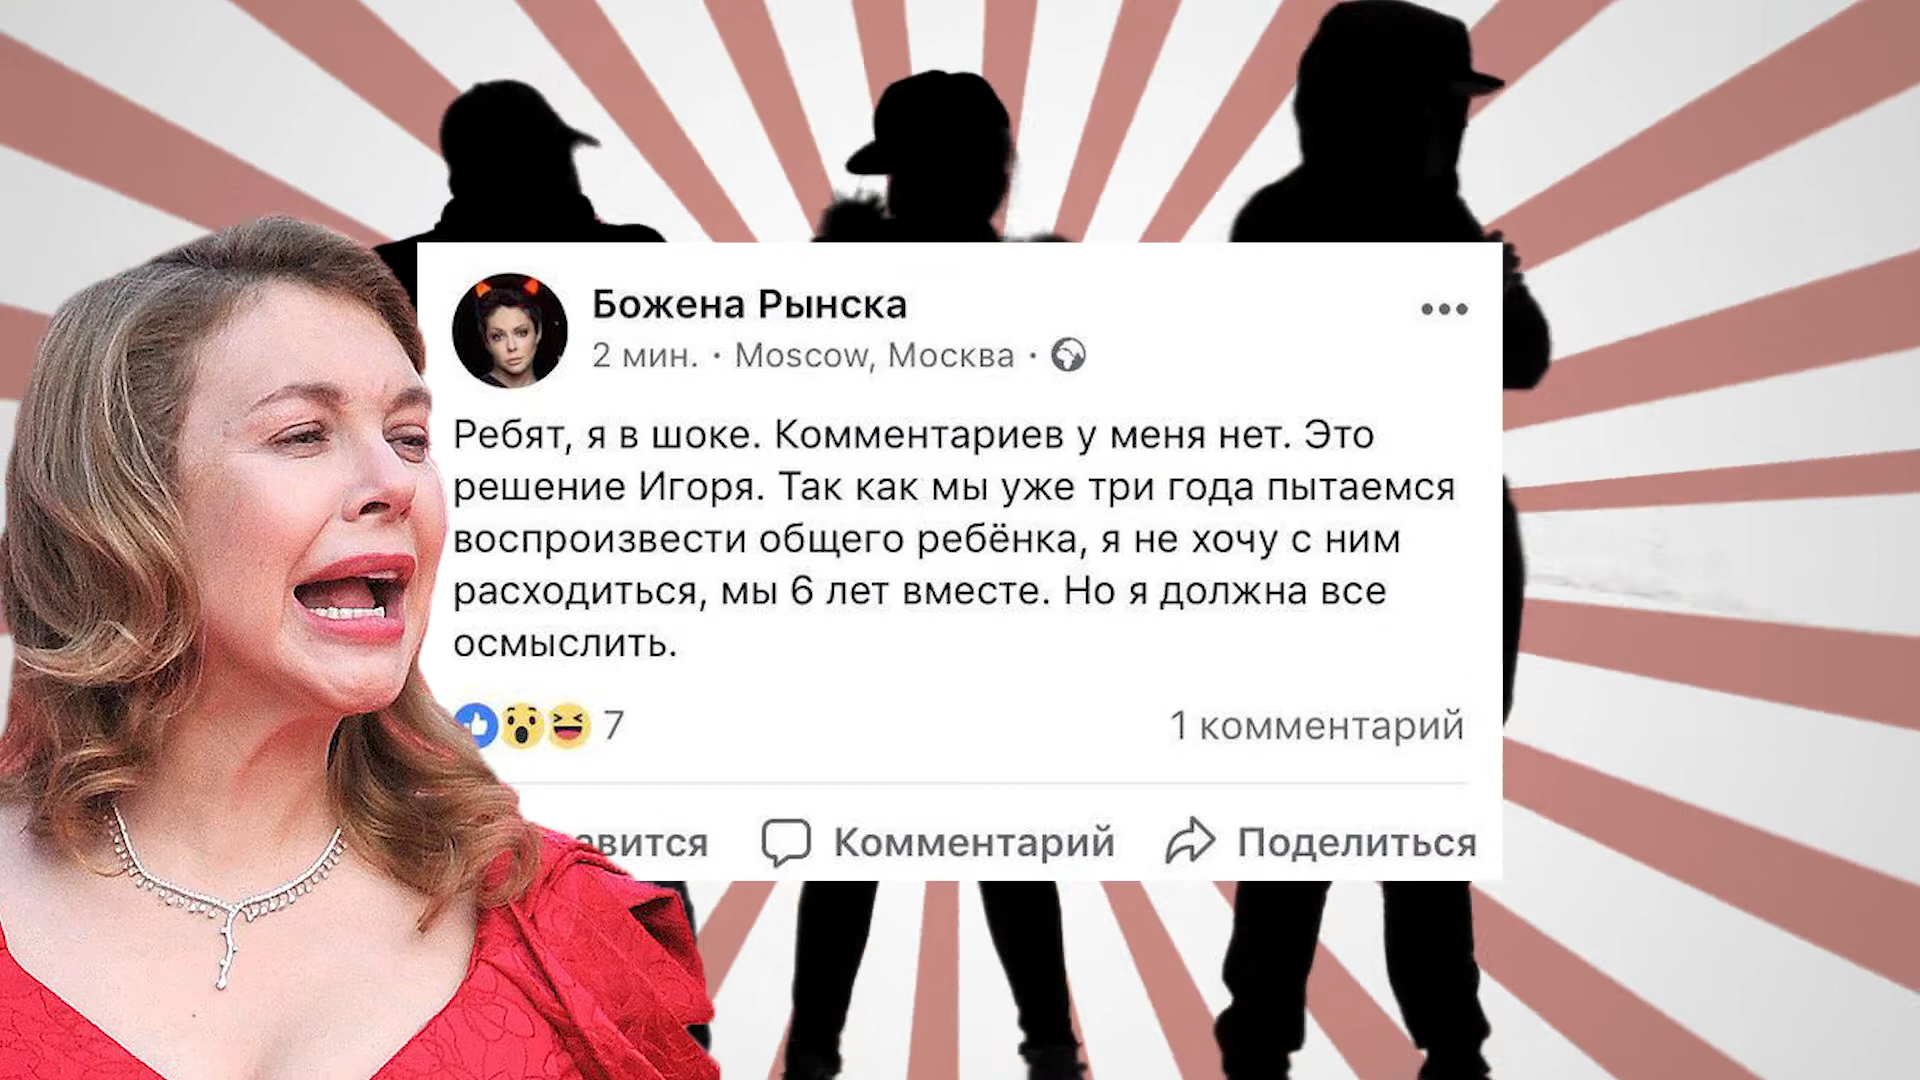 Божена Рынска
2 мин. · Moscow, Москва ·
Ребят, я в шоке. Комментариев у меня нет. Это
решение Игоря. Так как мы уже три года пытаемся
воспроизвести общего ребёнка, я не хочу с ним
расходиться, мы 6 лет вместе. Но я должна все
осмыслить.
7
1 комментарий
авится
Комментарий
Поделиться